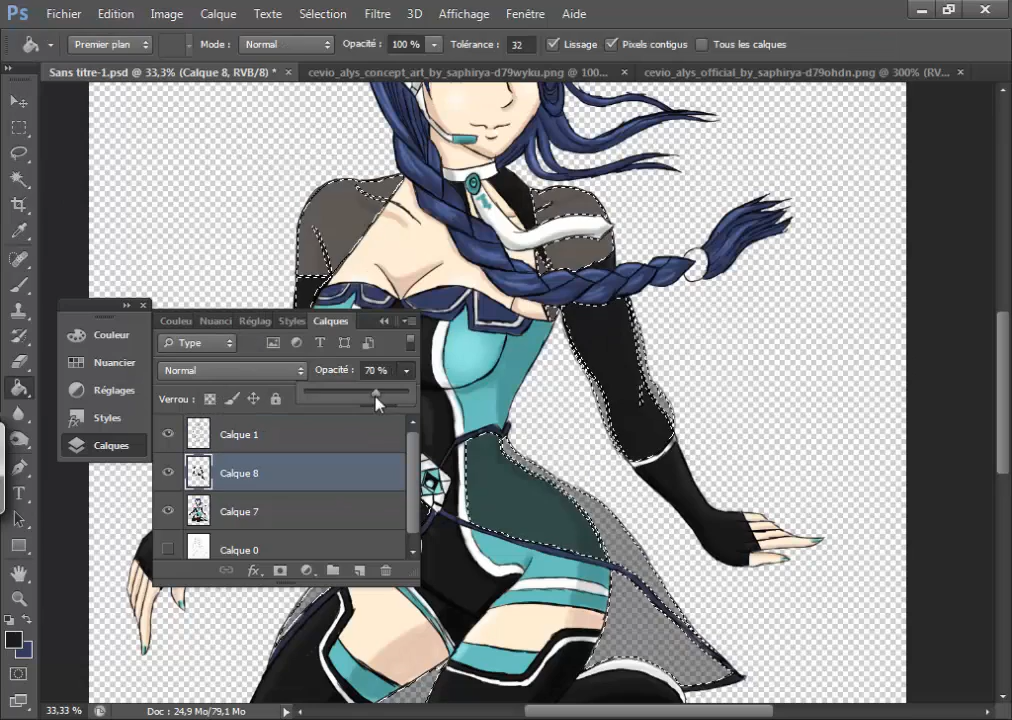 Ps Fichier Edition Image Calque Texte Sélection Filtre 3D Affichage Fenêtre Aide
Premier plan Mode : Normal Opacité : 100 % Tolérance : 32 Lissage Pixels contigus Tous les calques
Sans titre-1.psd @ 33,3% (Calque 8, RVB/8) * × cevio_alys_concept_art_by_saphirya-d79wyku.png @ 100... × cevio_alys_official_by_saphirya-d79ohdn.png @ 300% (RV... ×
Couleur
Nuancier
Réglages
Styles
Calques
Couleu Nuanci Réglag Styles Calques
Type
Normal Opacité : 70 %
Verrou :
Calque 1
Calque 8
Calque 7
Calque 0
fx
33,33 % Doc : 24,9 Mo/79,1 Mo